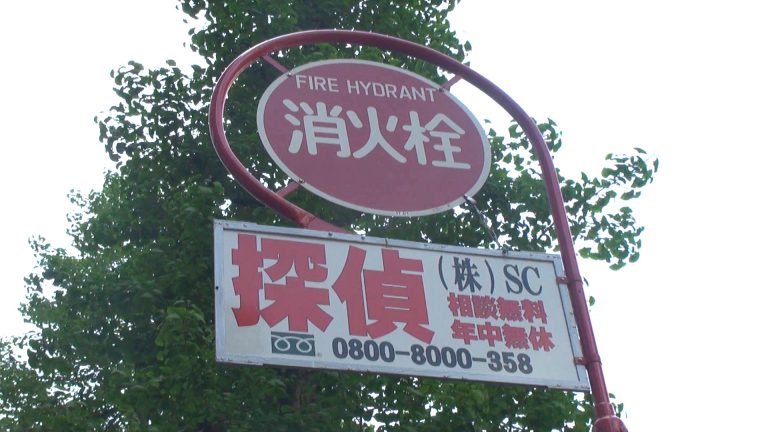 FIRE HYDRANT
消火栓
探偵
(株)SC
相談無料
年中無休
0800-8000-358